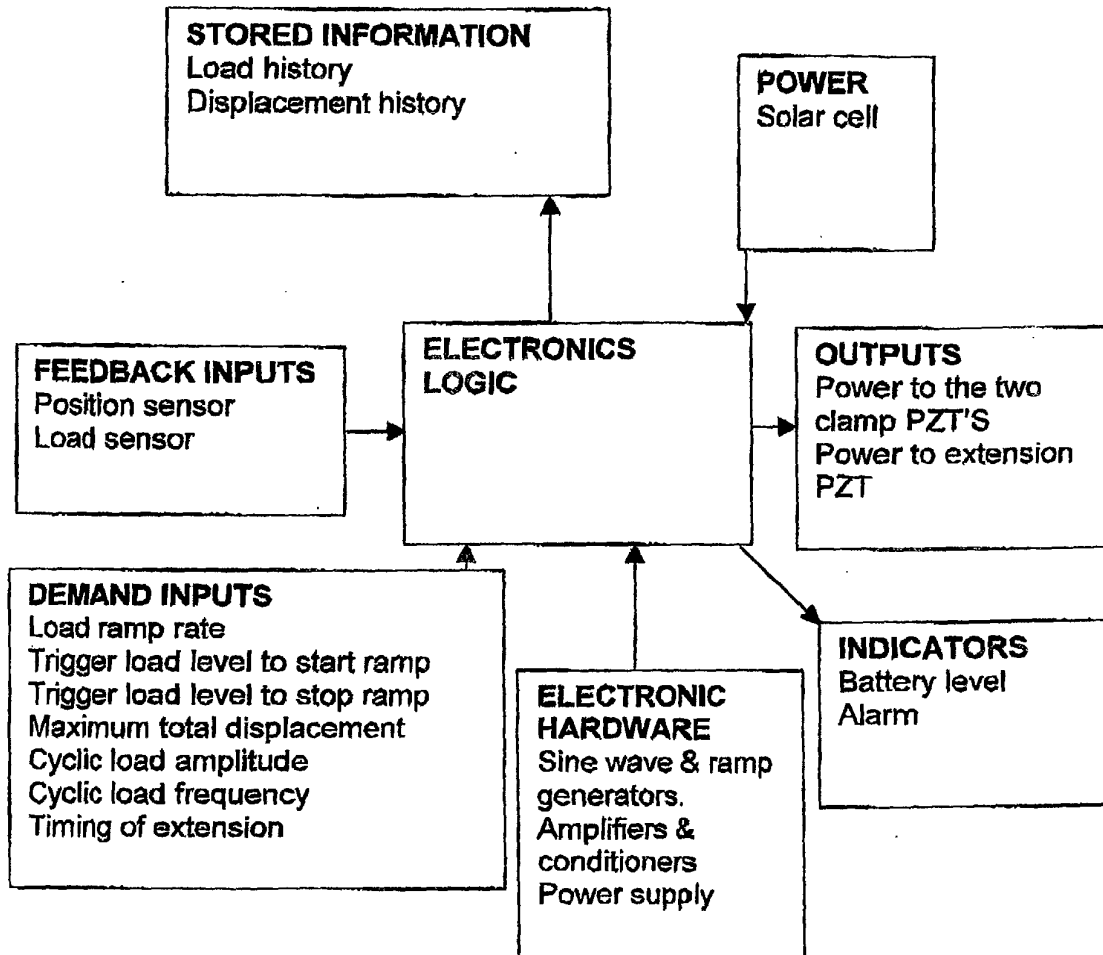 STORED INFORMATION
Load history
Displacement history
POWER
Solar cell
FEEDBACK INPUTS
Position sensor
Load sensor
ELECTRONICS
LOGIC
OUTPUTS
Power to the two
clamp PZT'S
Power to extension
PZT
DEMAND INPUTS
Load ramp rate
Trigger load level to start ramp
Trigger load level to stop ramp
Maximum total displacement
Cyclic load amplitude
Cyclic load frequency
Timing of extension
ELECTRONIC
HARDWARE
Sine wave & ramp
generators.
Amplifiers &
conditioners
Power supply
INDICATORS
Battery level
Alarm